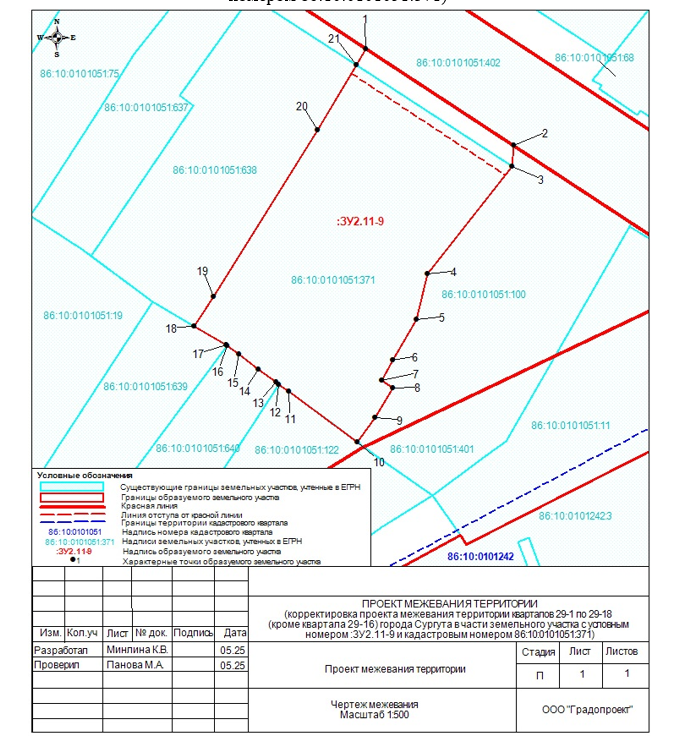 номером 86:10:0101051:371)
N
W E
S
1
21
86:10:0101051:402
86:10:0101051:68
86:10:0101051:75
86:10:0101051:637
20
2
3
86:10:0101051:638
:ЗУ2.11-9
19
86:10:0101051:371
4
86:10:0101051:100
86:10:0101051:19
18
5
17
16
15
14
13
12
11
6
7
8
86:10:0101051:639
9
86:10:0101051:11
86:10:0101051:640
86:10:0101051:122
10
86:10:0101051:401
Условные обозначения
Существующие границы земельных участков, учтенные в ЕГРН
Границы образуемого земельного участка
Красная линия
Линия отступа от красной линии
Границы территории кадастрового квартала
86:10:0101051 Надпись номера кадастрового квартала
86:10:0101051:371 Надписи земельных участков, учтенных в ЕГРН
:ЗУ2.11-9 Надпись образуемого земельного участка
1 Характерные точки образуемого земельного участка
86:10:0101242:3
86:10:0101242
ПРОЕКТ МЕЖЕВАНИЯ ТЕРРИТОРИИ
(корректировка проекта межевания территории кварталов 29-1 по 29-18
(кроме квартала 29-16) города Сургута в части земельного участка с условным
номером :ЗУ2.11-9 и кадастровым номером 86:10:0101051:371)
Изм. Кол.уч Лист № док. Подпись Дата
Разработал Минлина К.В. 05.25
Проверил Панова М.А. 05.25
Проект межевания территории
Стадия Лист Листов
П 1 1
Чертеж межевания
Масштаб 1:500
ООО "Градопроект"